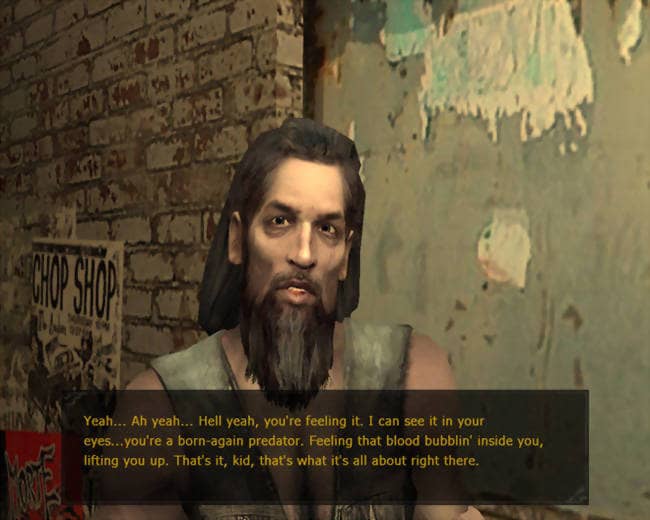 CHOP SHOP
Yeah... Ah yeah... Hell yeah, you're feeling it. I can see it in your
eyes...you're a born-again predator. Feeling that blood bubblin' inside you,
lifting you up. That's it, kid, that's what it's all about right there.